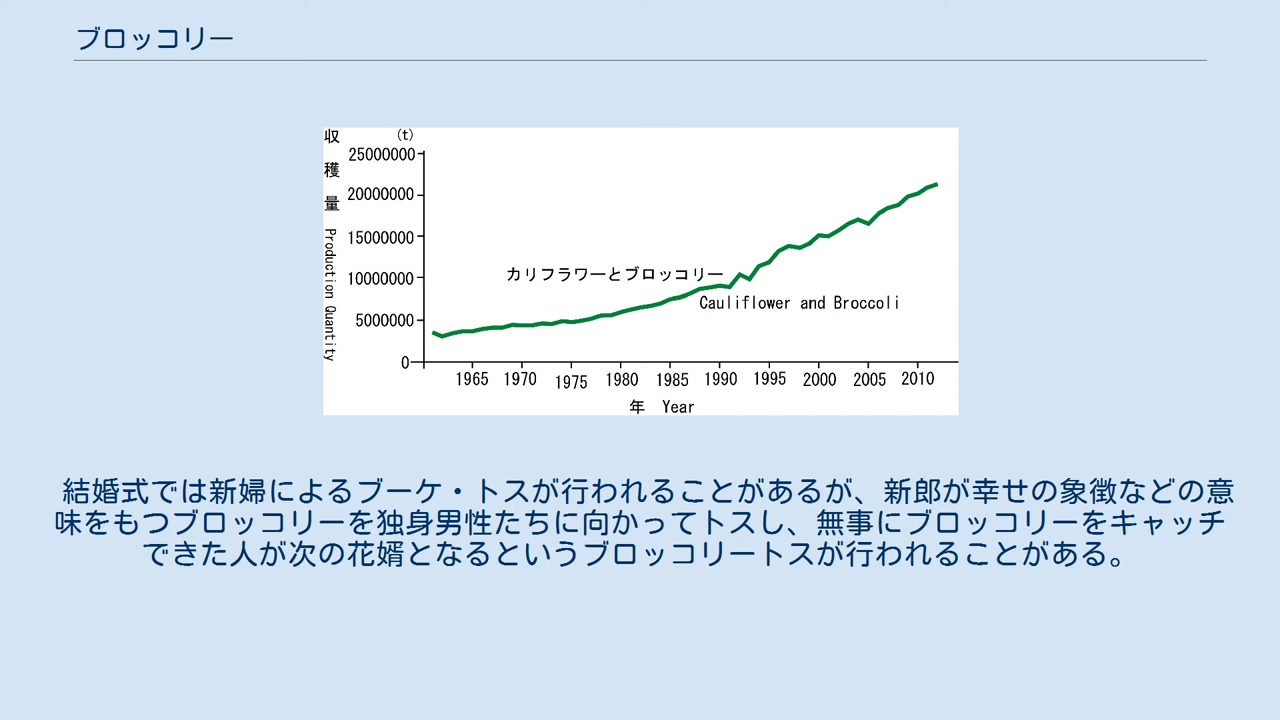 ブロッコリー
収穫量 Production Quantity
(t)
25000000
20000000
15000000
10000000
5000000
0
カリフラワーとブロッコリー
Cauliflower and Broccoli
1965 1970 1975 1980 1985 1990 1995 2000 2005 2010
年 Year
結婚式では新婦によるブーケ・トスが行われることがあるが、新郎が幸せの象徴などの意
味をもつブロッコリーを独身男性たちに向かってトスし、無事にブロッコリーをキャッチ
できた人が次の花婿となるというブロッコリートスが行われることがある。